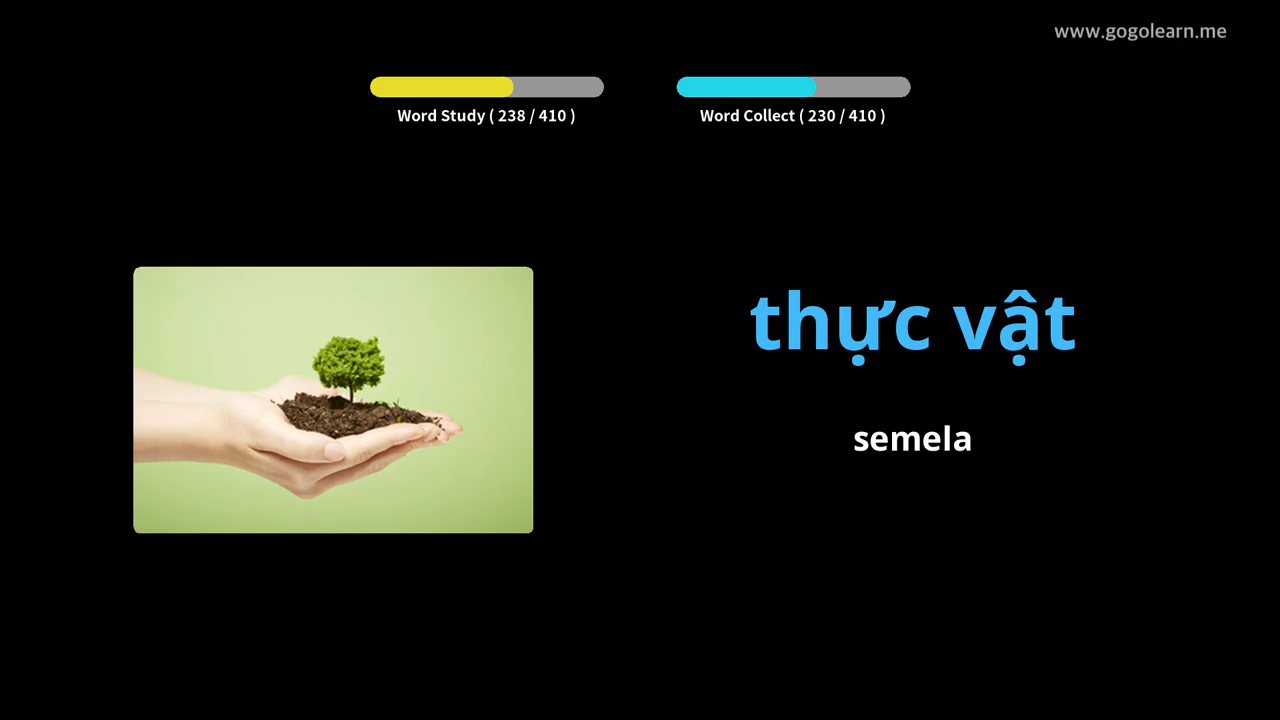 www.gogolearn.me
Word Study ( 238 / 410 )
Word Collect ( 230 / 410 )
thực vật
semela